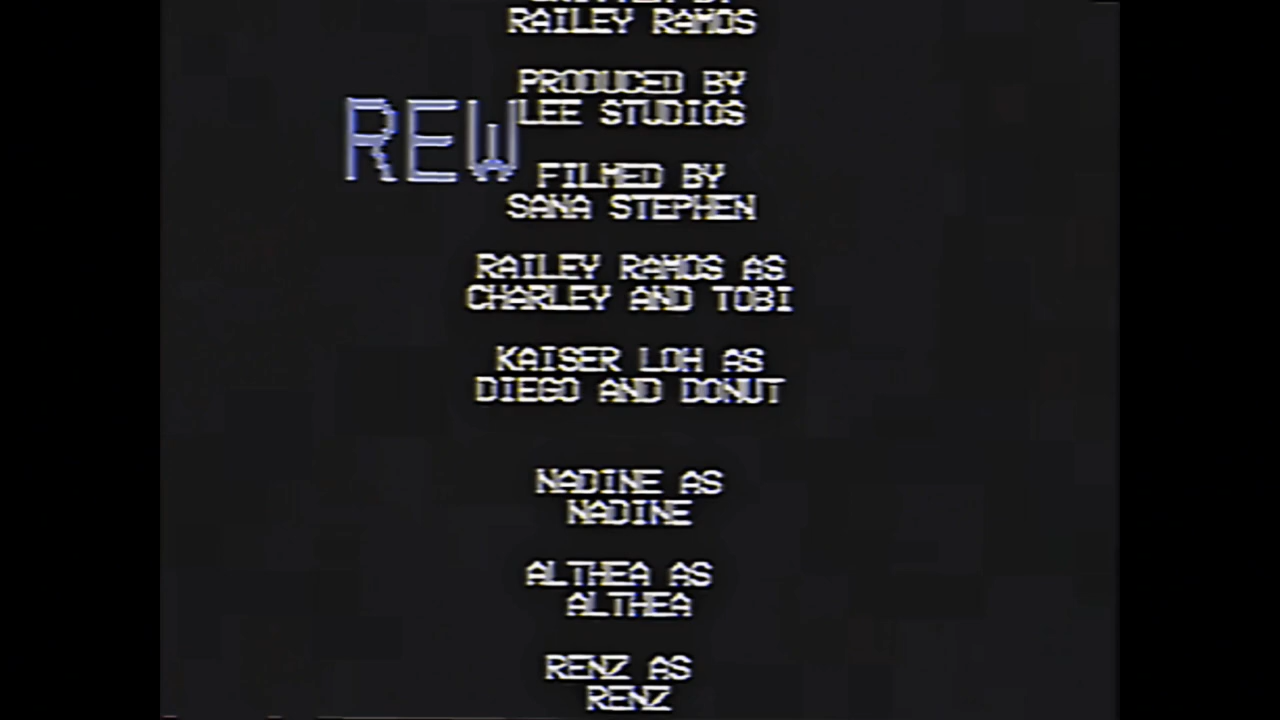 RAILEY RAMOS
PRODUCED BY
LEE STUDIOS
REW
FILMED BY
SANA STEPHEN
RAILEY RAMOS AS
CHARLEY AND TOBI
KAISER LOH AS
DIEGO AND DONUT
NADINE AS
NADINE
ALTHEA AS
ALTHEA
RENZ AS
RENZ